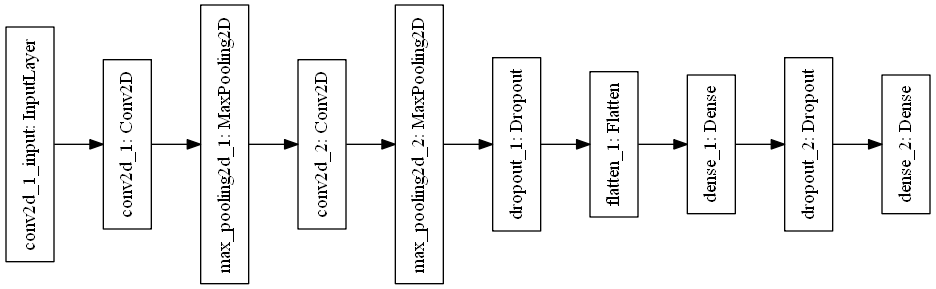 conv2d_1_input: InputLayer
conv2d_1: Conv2D
max_pooling2d_1: MaxPooling2D
conv2d_2: Conv2D
max_pooling2d_2: MaxPooling2D
dropout_1: Dropout
flatten_1: Flatten
dense_1: Dense
dropout_2: Dropout
dense_2: Dense